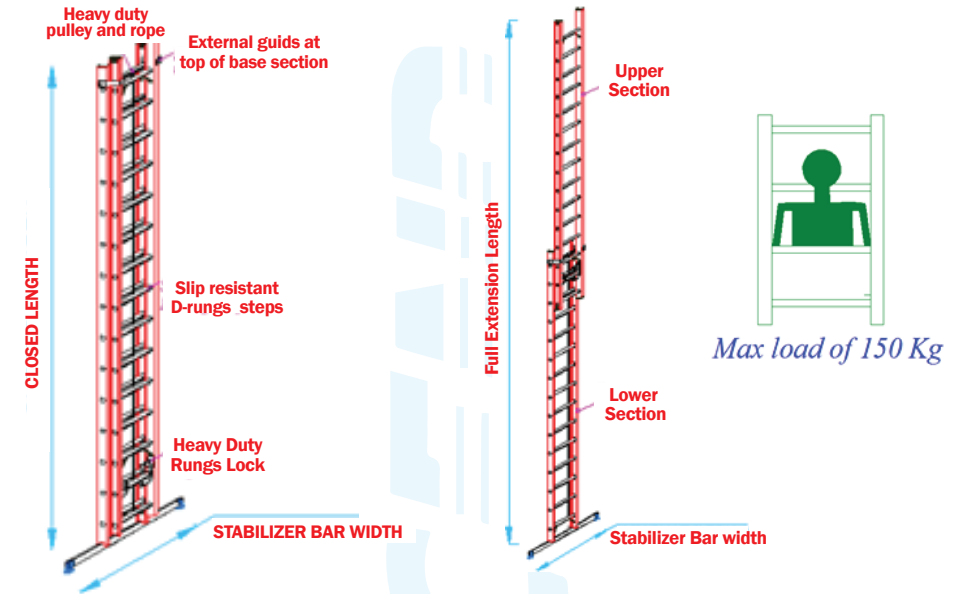 Heavy duty
pulley and rope
External guids at
top of base section
CLOSED LENGTH
Slip resistant
D-rungs steps
Heavy Duty
Rungs Lock
STABILIZER BAR WIDTH
Upper
Section
Full Extension Length
Lower
Section
Stabilizer Bar width
Max load of 150 Kg